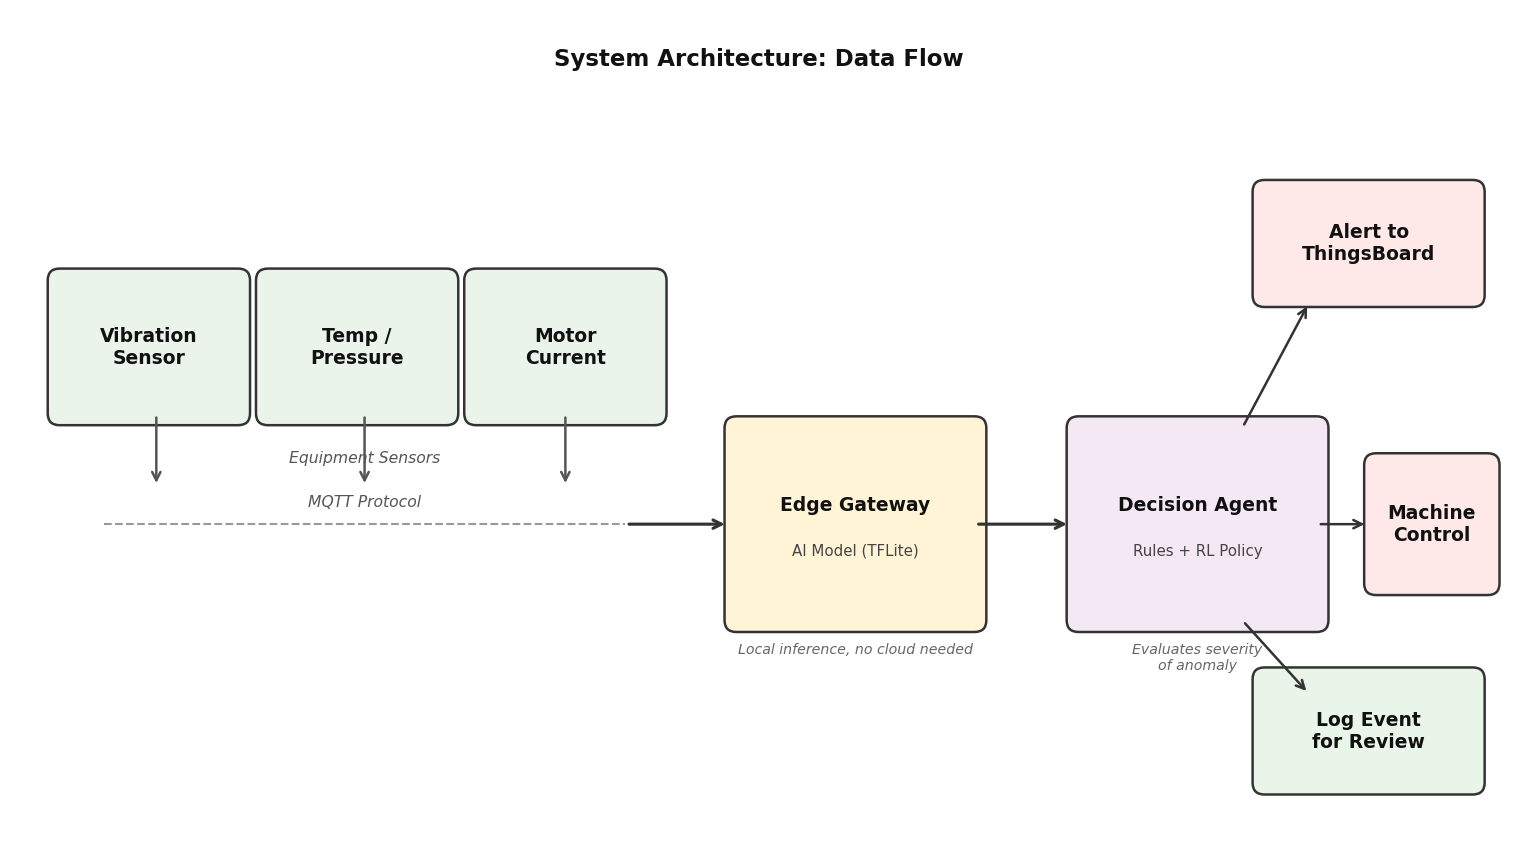 System Architecture: Data Flow
Alert to
ThingsBoard
Vibration
Sensor
Temp /
Pressure
Motor
Current
Equipment Sensors
MQTT Protocol
Edge Gateway
AI Model (TFLite)
Local inference, no cloud needed
Decision Agent
Rules + RL Policy
Evaluates severity
of anomaly
Machine
Control
Log Event
for Review